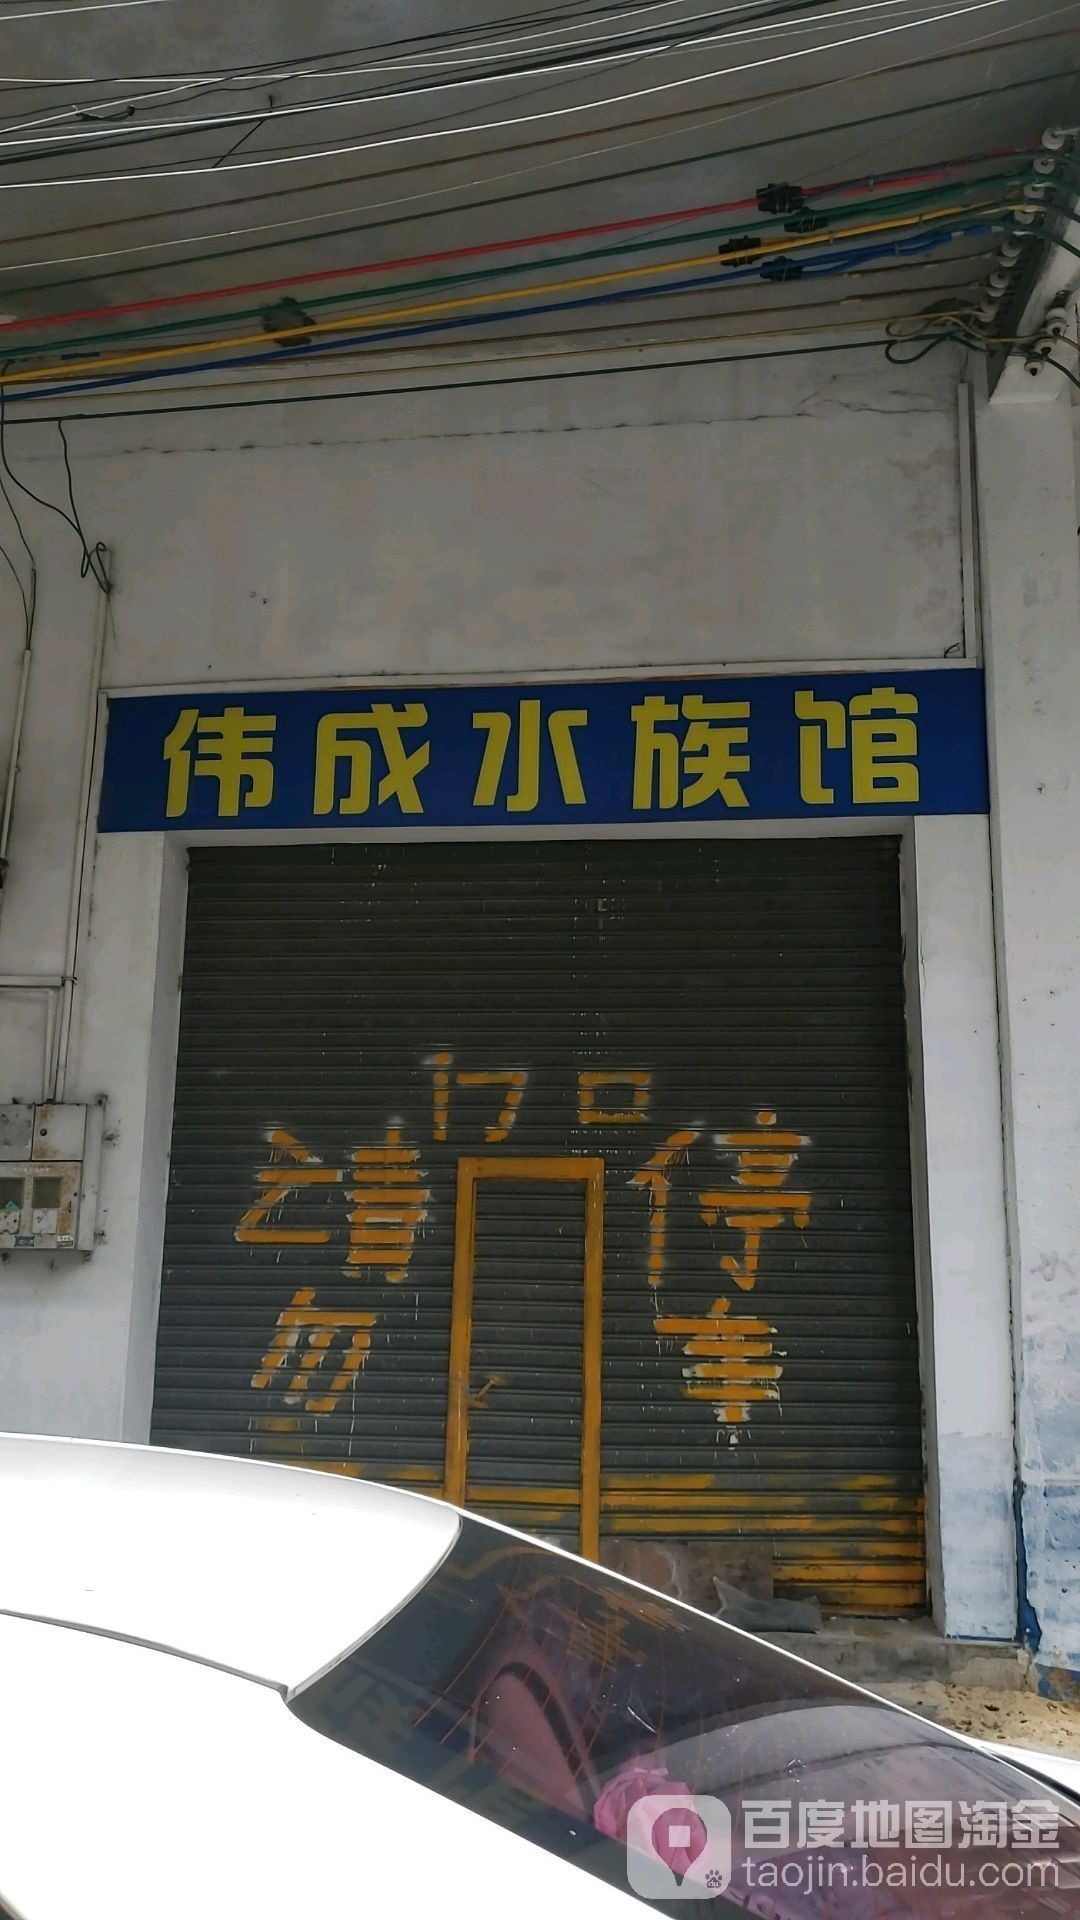 伟成水族馆
门口
请停
勿车
百度地图淘金
taojin.baidu.com